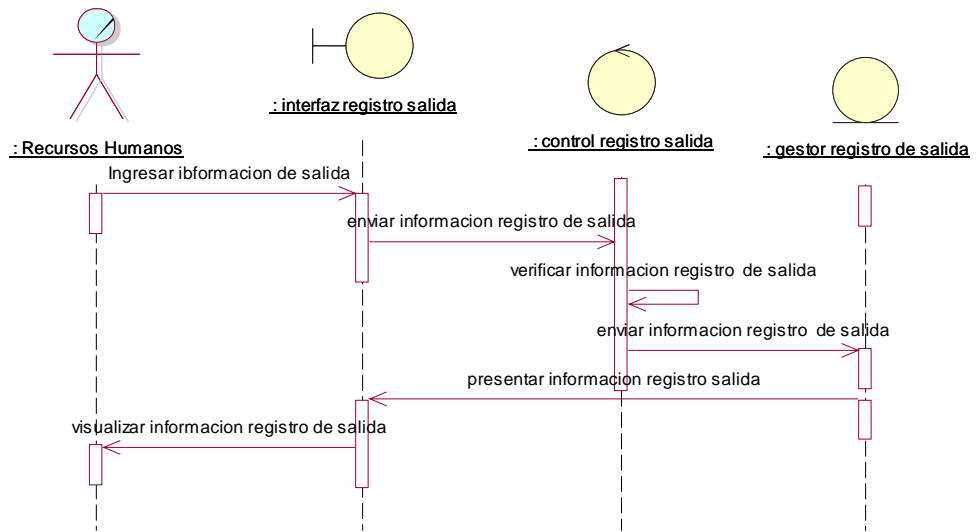 : interfaz registro salida
: control registro salida
: Recursos Humanos
: gestor registro de salida
Ingresar ibformacion de salida
enviar informacion registro de salida
verificar informacion registro de salida
enviar informacion registro de salida
presentar informacion registro salida
visualizar informacion registro de salida